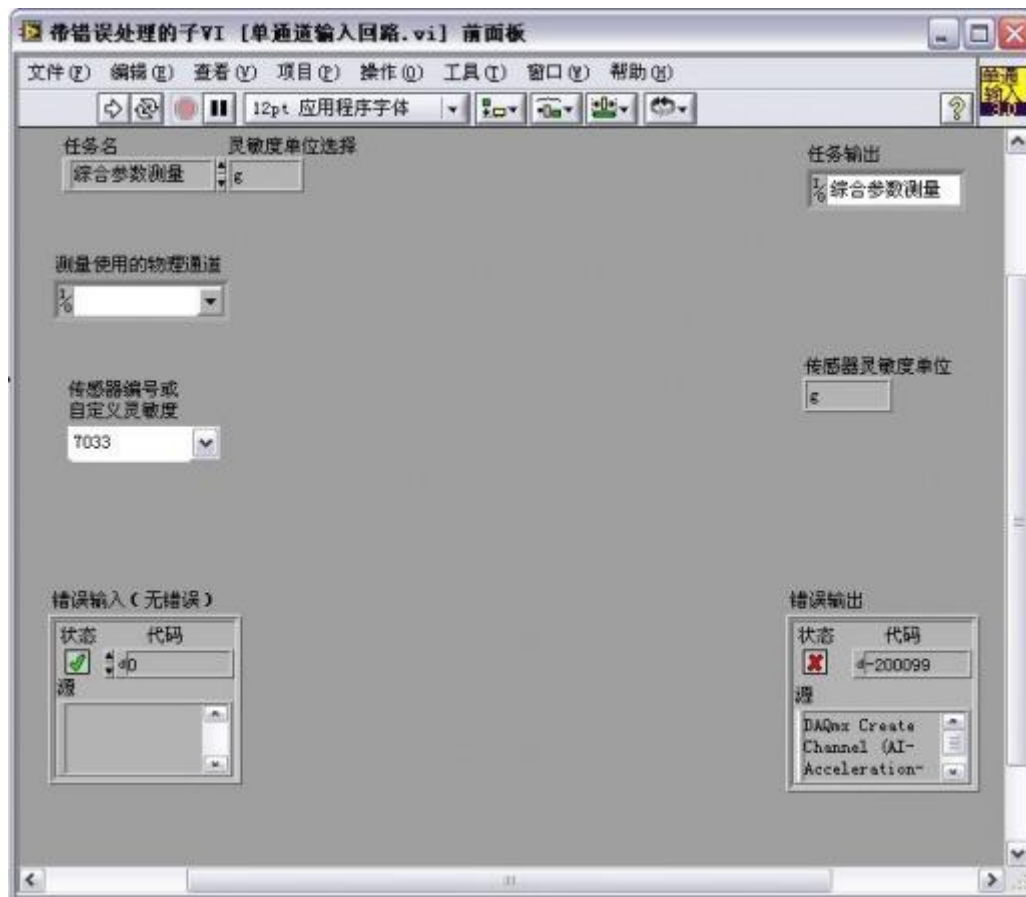 带错误处理的子VI [单通道输入回路.vi] 前面板
文件(F) 编辑(E) 查看(V) 项目(P) 操作(O) 工具(T) 窗口(W) 帮助(H)
12pt 应用程序字体
单通
输入
3.0
任务名
综合参数测量
灵敏度单位选择
g
任务输出
综合参数测量
测量使用的物理通道
传感器灵敏度单位
g
传感器编号或
自定义灵敏度
7033
错误输入(无错误)
状态 代码
d0
源
错误输出
状态 代码
d-200099
源
DAQmx Create
Channel (AI-
Acceleration-